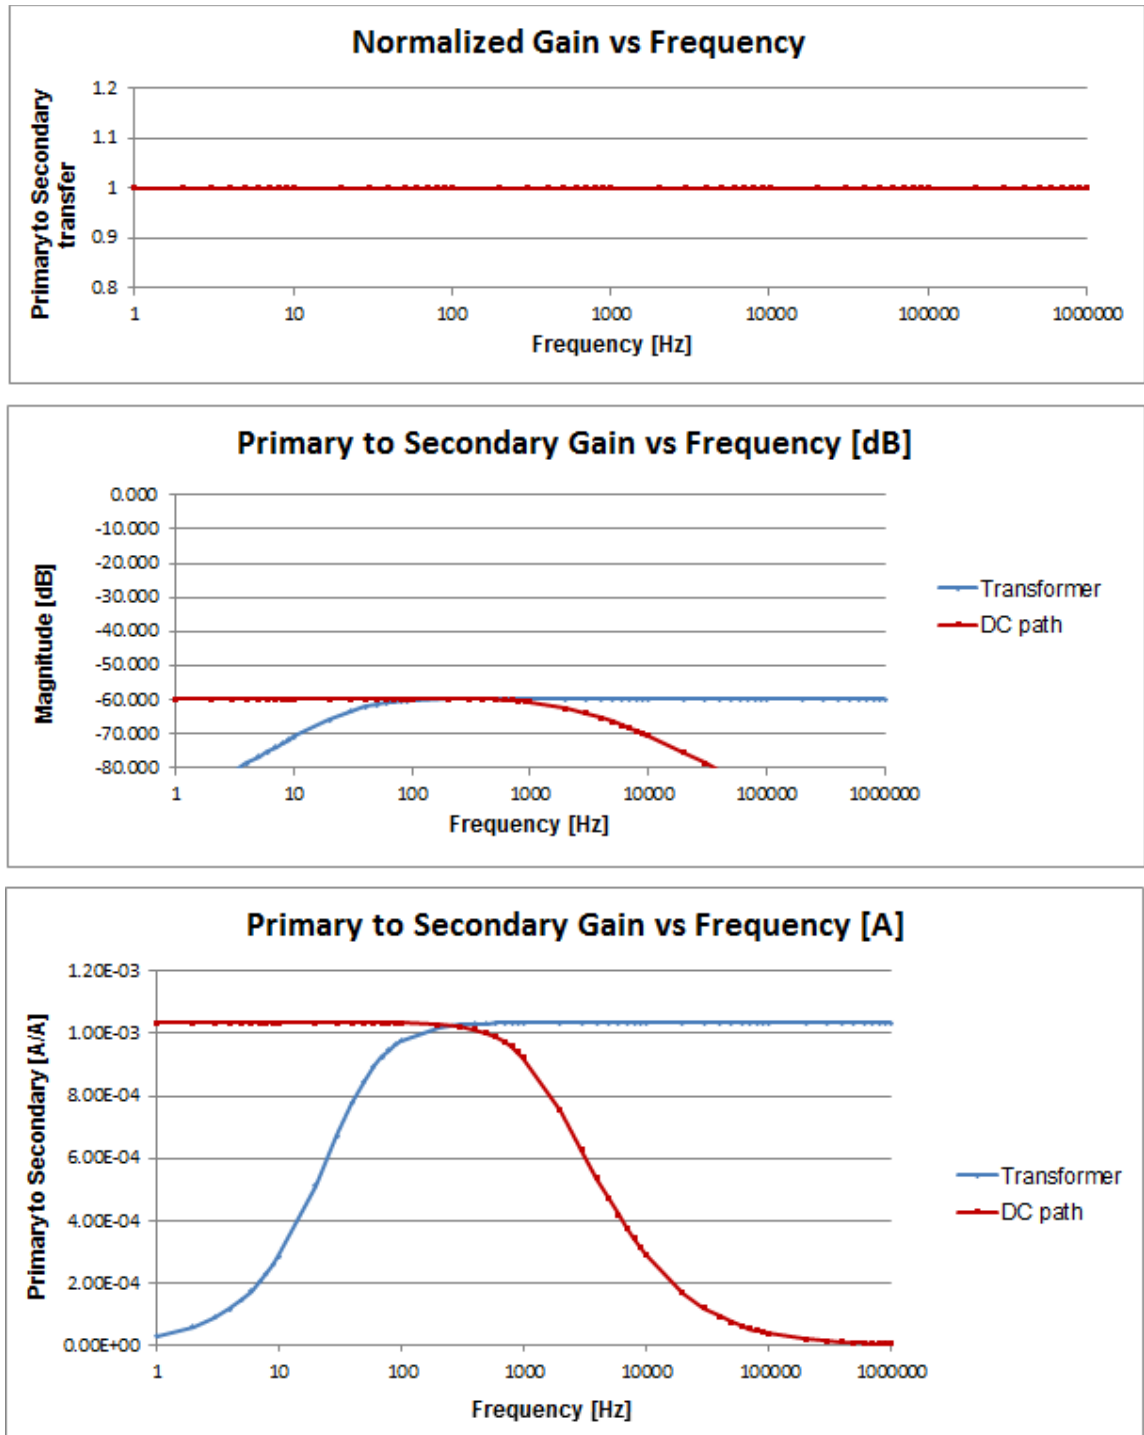 Normalized Gain vs Frequency
Primary to Secondary
transfer
1.2
1.1
1
0.9
0.8
1 10 100 1000 10000 100000 1000000
Frequency [Hz]
Primary to Secondary Gain vs Frequency [dB]
Magnitude [dB]
0.000
-10.000
-20.000
-30.000
-40.000
-50.000
-60.000
-70.000
-80.000
1 10 100 1000 10000 100000 1000000
Frequency [Hz]
Transformer
DC path
Primary to Secondary Gain vs Frequency [A]
Primary to Secondary [A/A]
1.20E-03
1.00E-03
8.00E-04
6.00E-04
4.00E-04
2.00E-04
0.00E+00
1 10 100 1000 10000 100000 1000000
Frequency [Hz]
Transformer
DC path